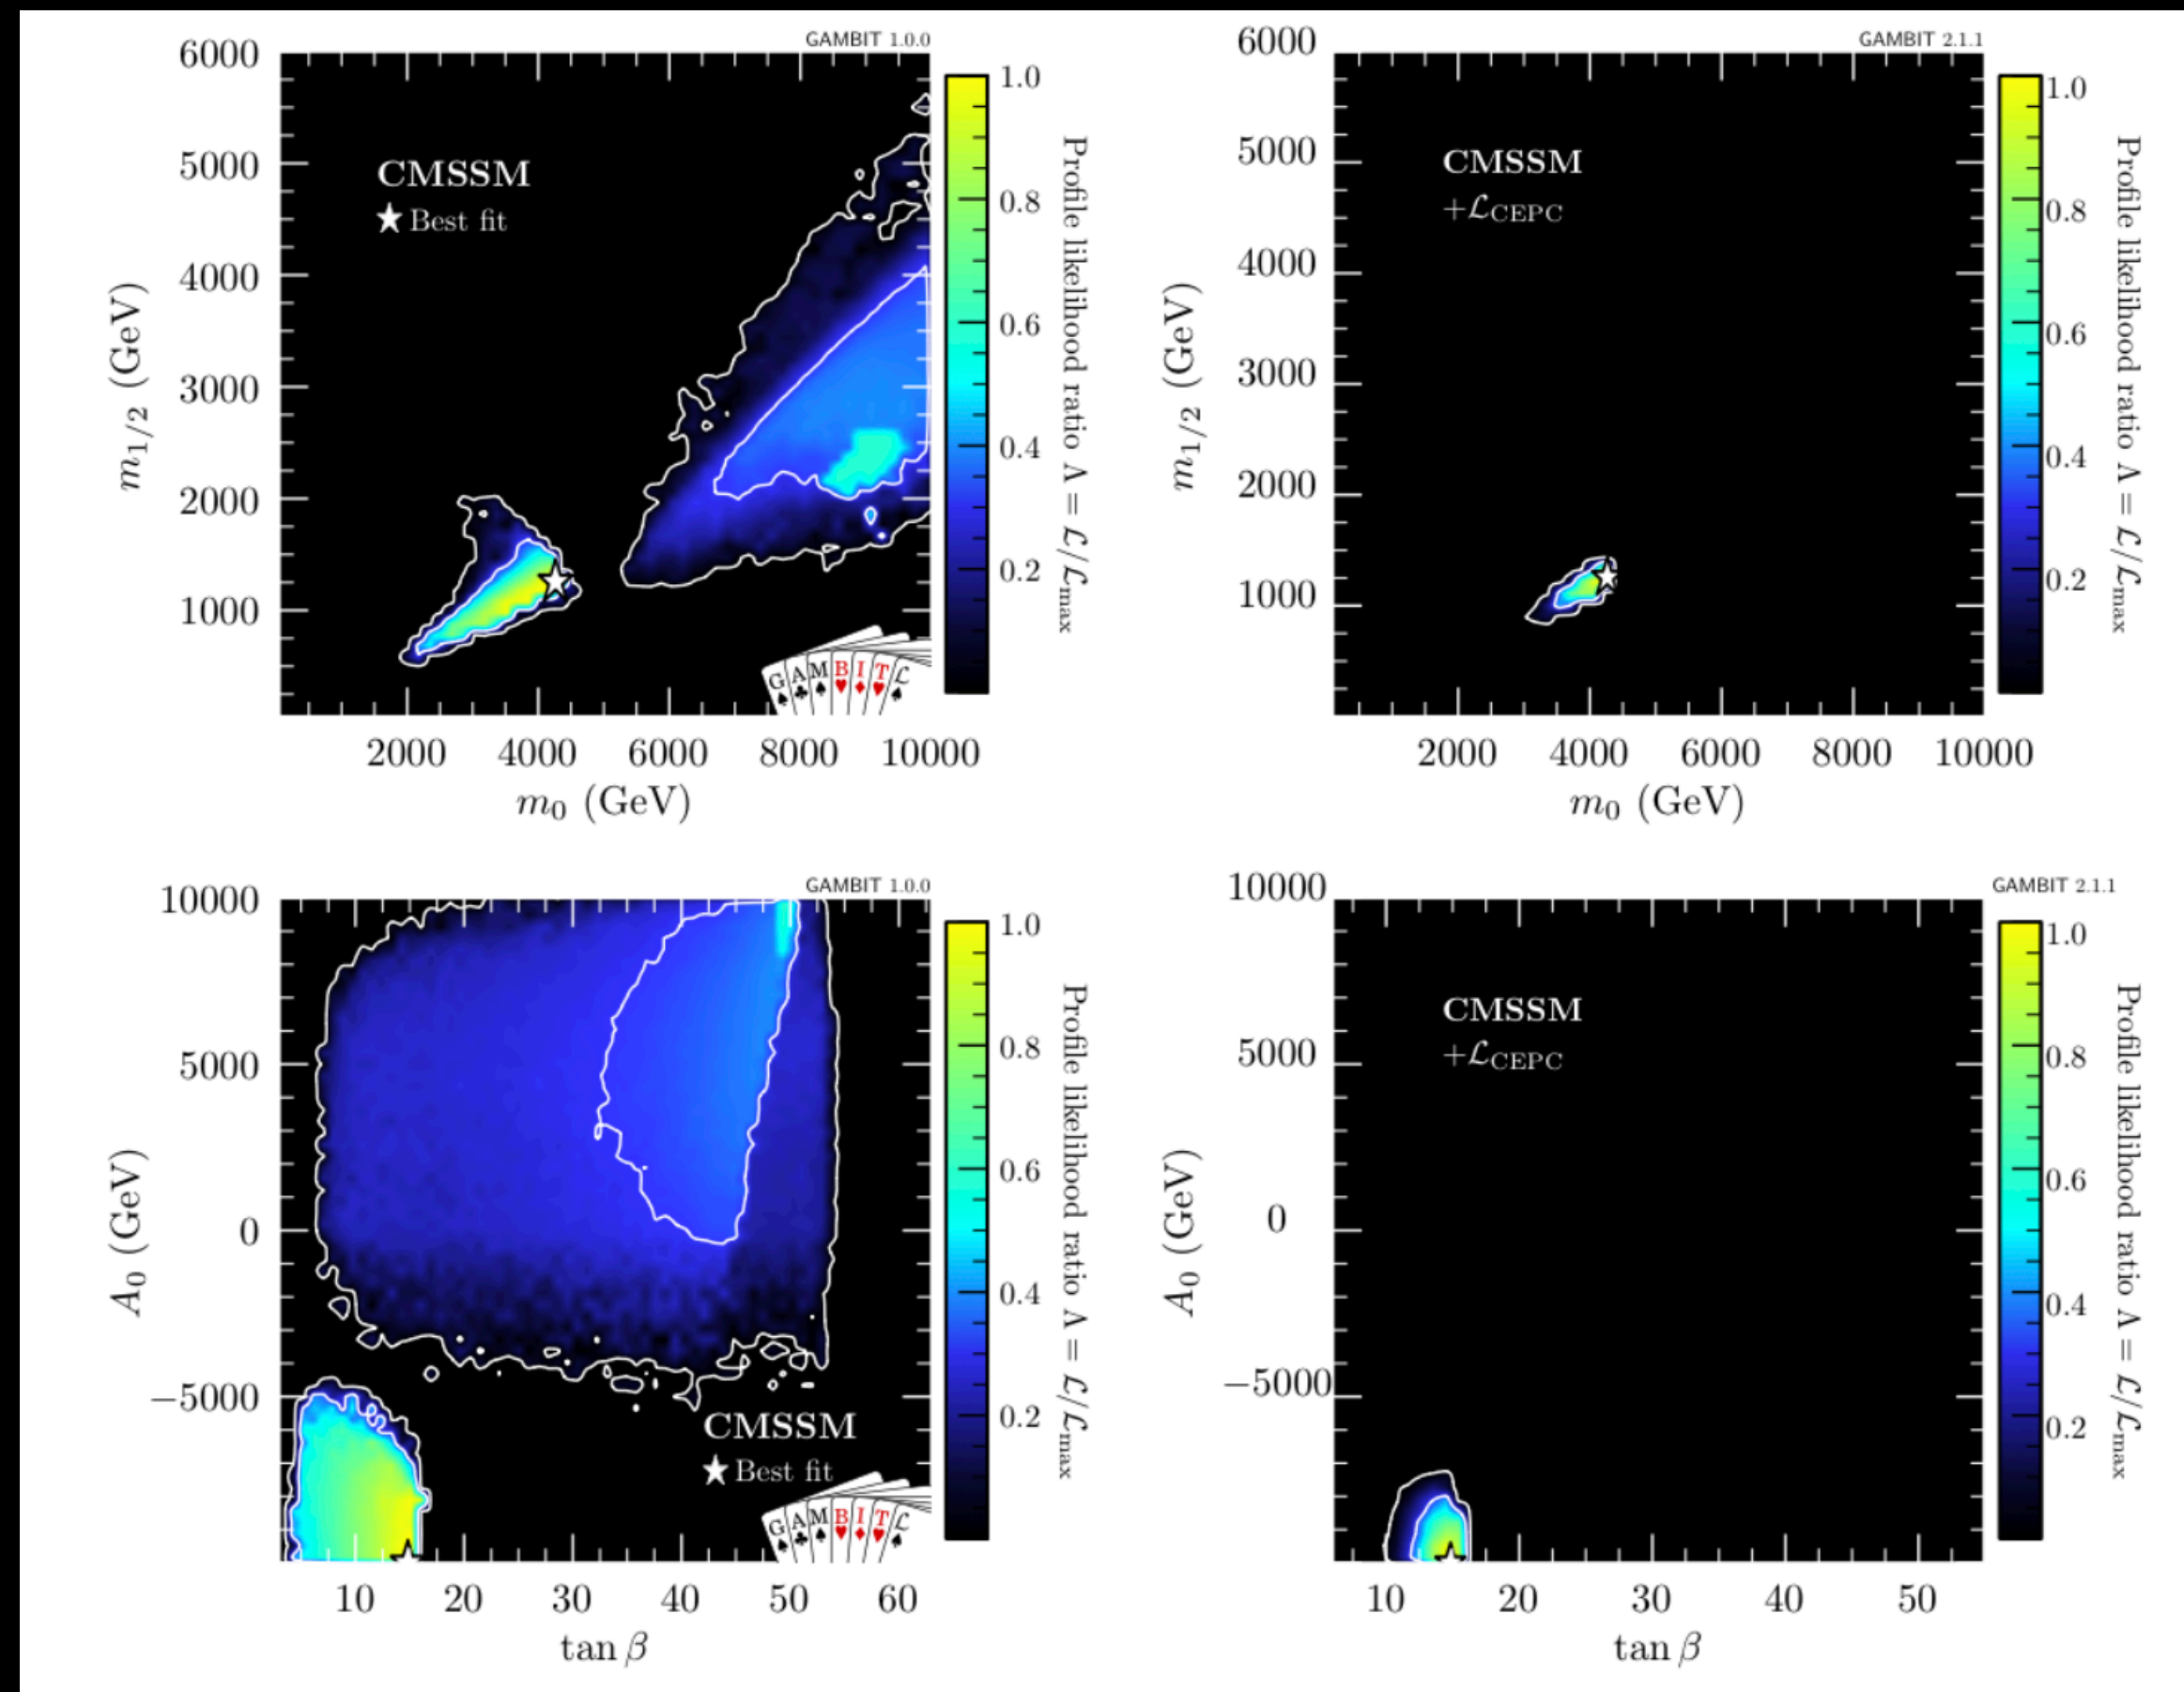 GAMBIT 1.0.0
6000
5000
4000
3000
2000
1000
m1/2 (GeV)
CMSSM
★ Best fit
G A M B I T L
2000 4000 6000 8000 10000
m0 (GeV)
1.0
0.8
0.6
0.4
0.2
Profile likelihood ratio Λ = ℒ/ℒmax
GAMBIT 2.1.1
6000
5000
4000
3000
2000
1000
m1/2 (GeV)
CMSSM
+ℒCEPC
2000 4000 6000 8000 10000
m0 (GeV)
1.0
0.8
0.6
0.4
0.2
Profile likelihood ratio Λ = ℒ/ℒmax
GAMBIT 1.0.0
10000
5000
0
−5000
A0 (GeV)
CMSSM
★ Best fit
G A M B I T L
10 20 30 40 50 60
tan β
1.0
0.8
0.6
0.4
0.2
Profile likelihood ratio Λ = ℒ/ℒmax
GAMBIT 2.1.1
10000
5000
0
−5000
A0 (GeV)
CMSSM
+ℒCEPC
10 20 30 40 50
tan β
1.0
0.8
0.6
0.4
0.2
Profile likelihood ratio Λ = ℒ/ℒmax